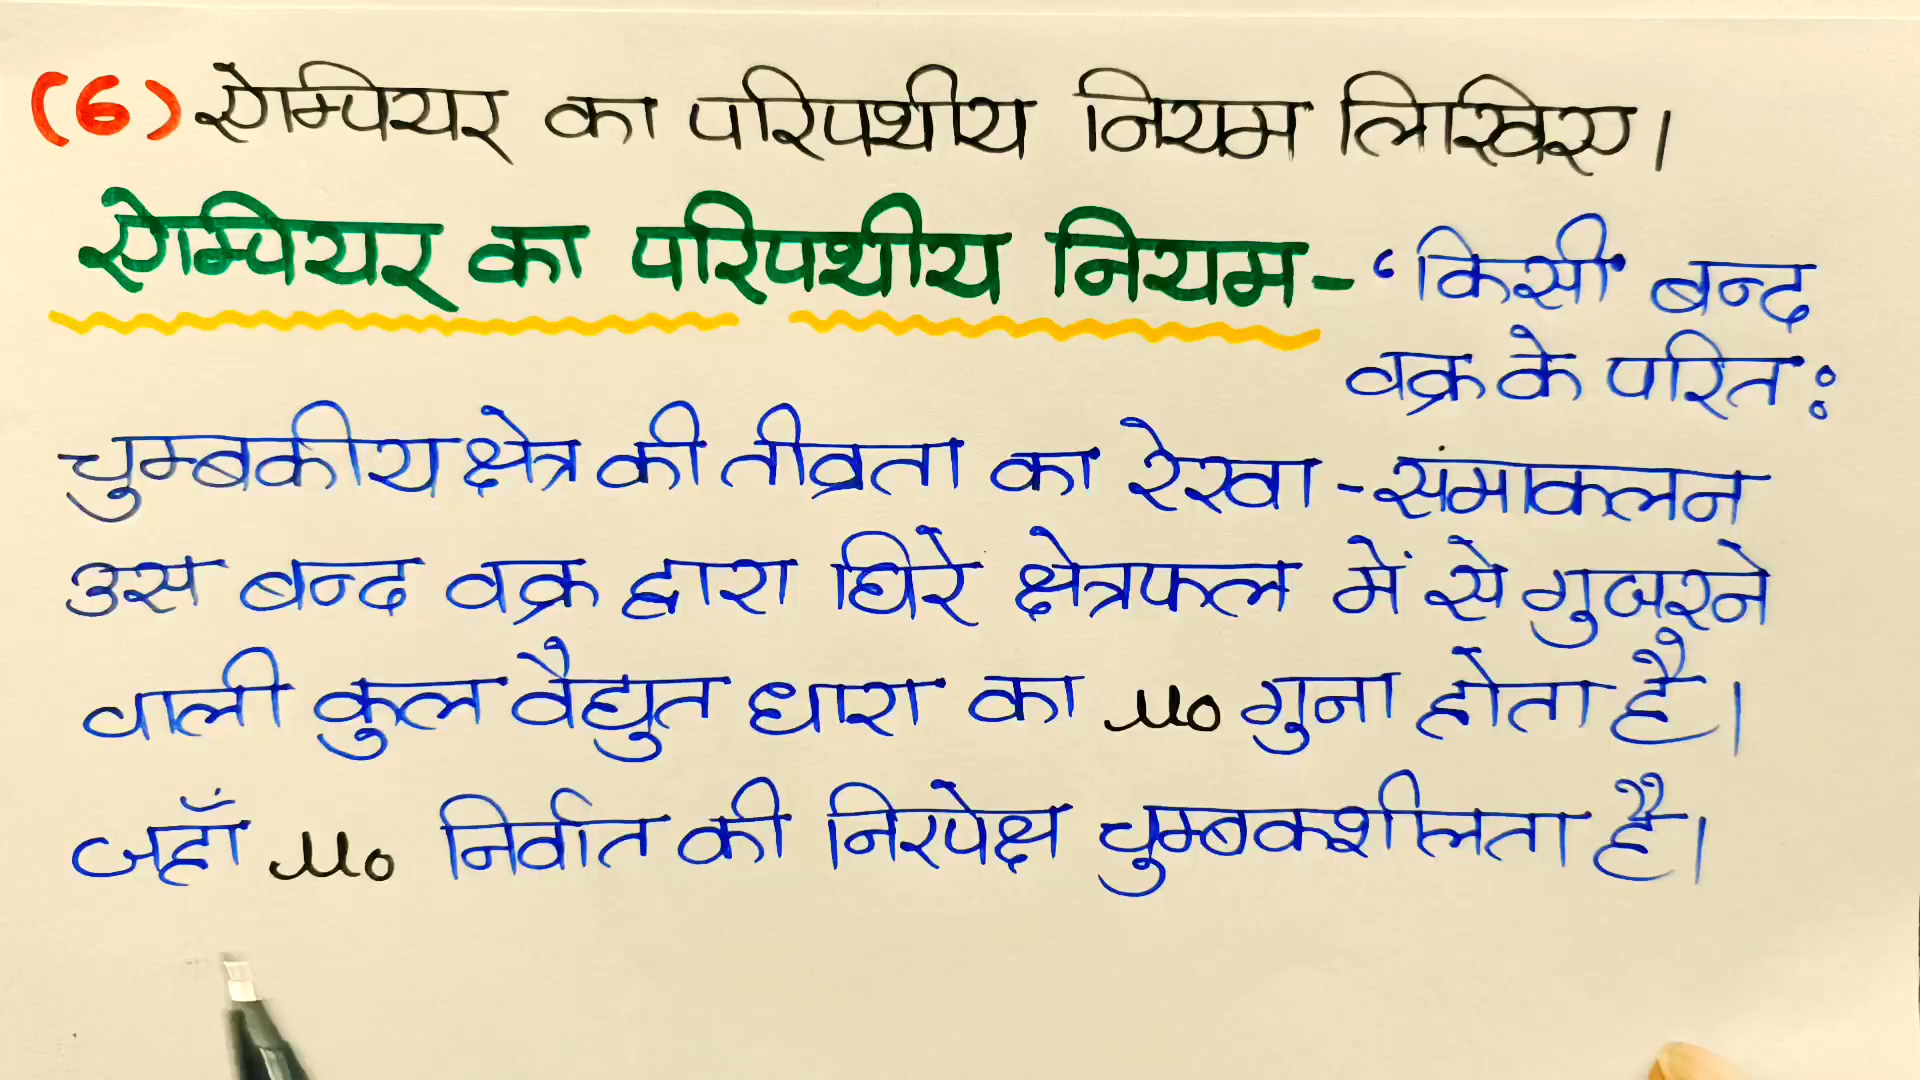 (6) ऐम्पियर का परिपथीय नियम लिखिए।
ऐम्पियर का परिपथीय नियम- ‘किसी बन्द
वक्र के परित:
चुम्बकीय क्षेत्र की तीव्रता का रेखा-संमाकलन
उस बन्द वक्र द्वारा घिरे क्षेत्रफल में से गुजरने
वाली कुल वैद्युत धारा का μ₀ गुना होता है।
जहाँ μ₀ निर्वात की निरपेक्ष चुम्बकशीलता है।